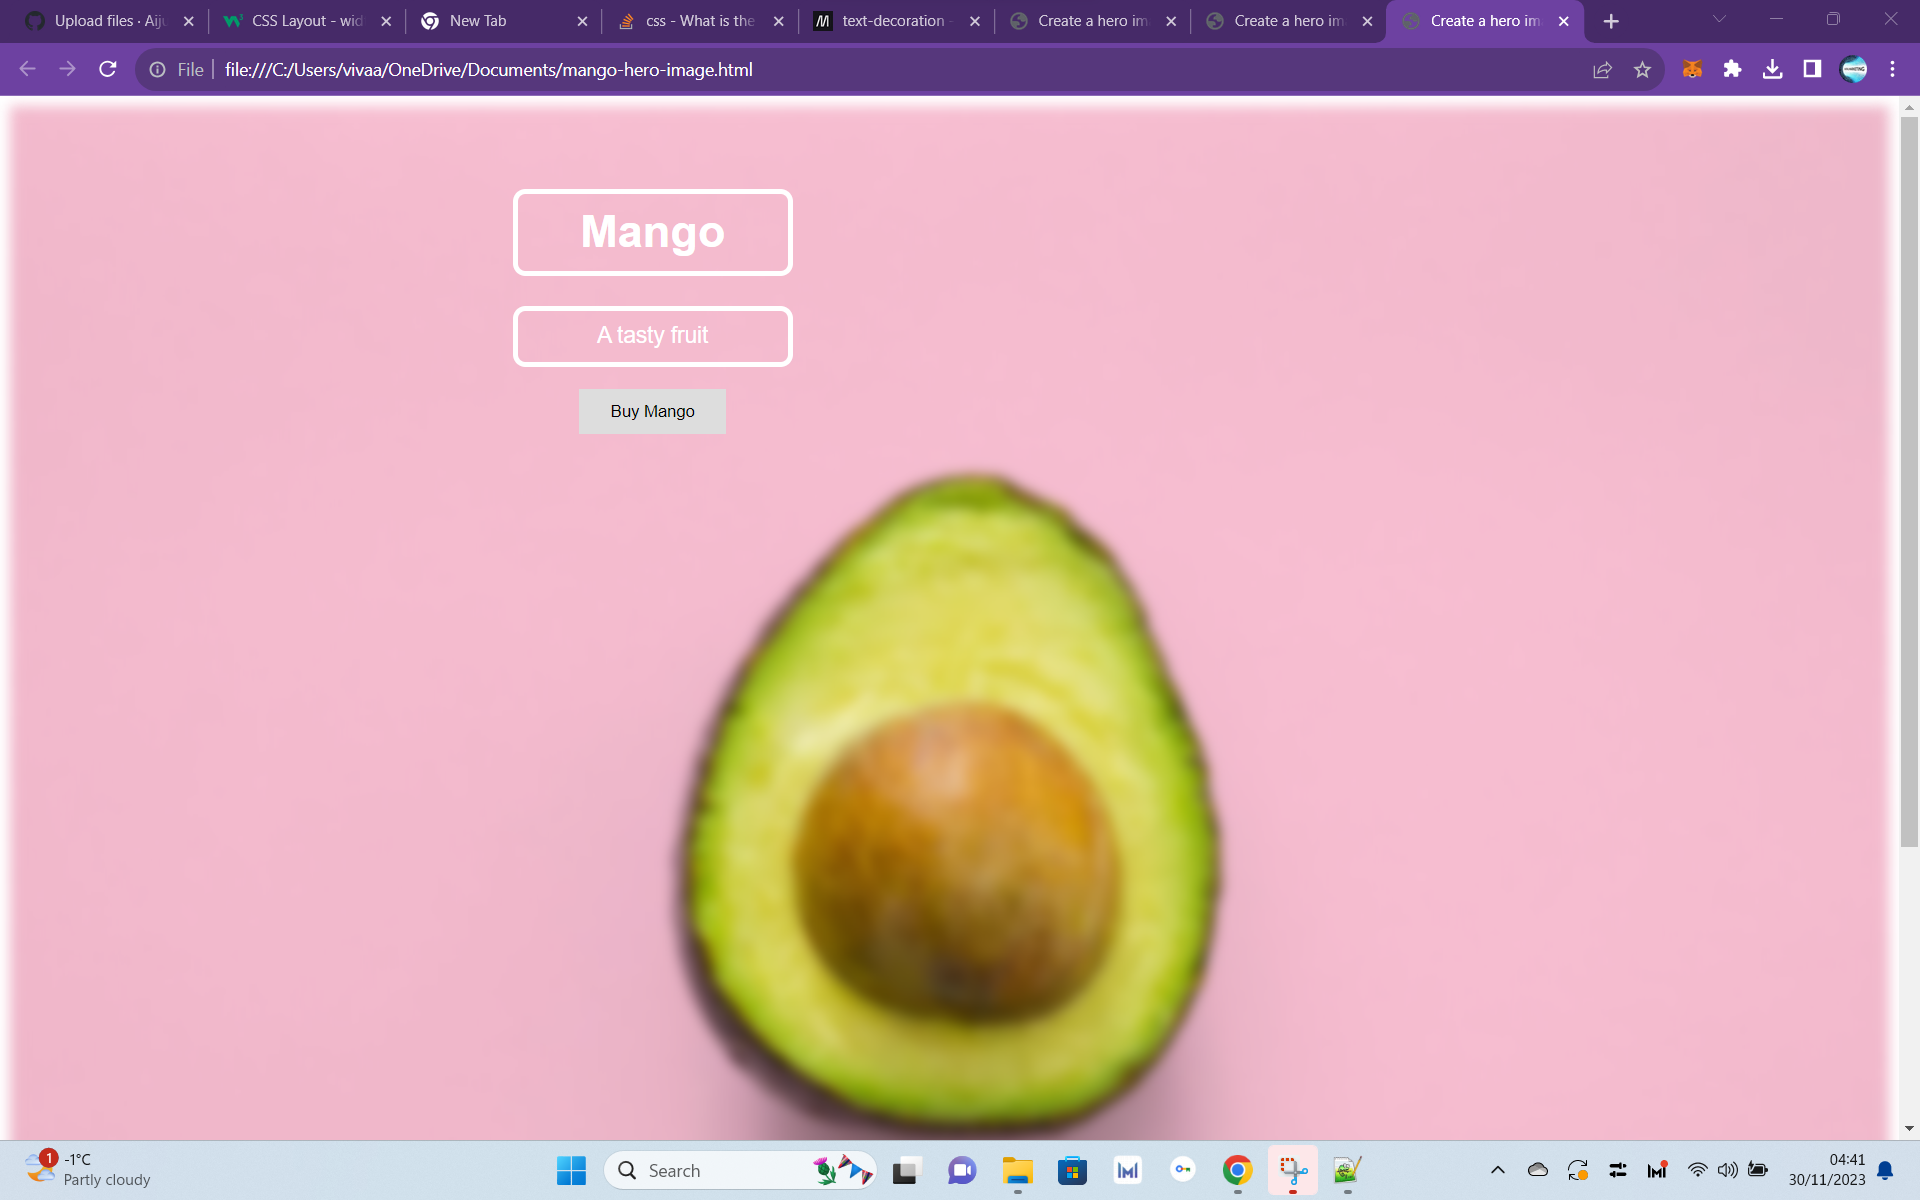 Upload files · Aiju
CSS Layout - wid
New Tab
css - What is the
text-decoration -
Create a hero im
Create a hero im
Create a hero im
File
file:///C:/Users/vivaa/OneDrive/Documents/mango-hero-image.html
Mango
A tasty fruit
Buy Mango
1
-1°C
Partly cloudy
Search
04:41
30/11/2023